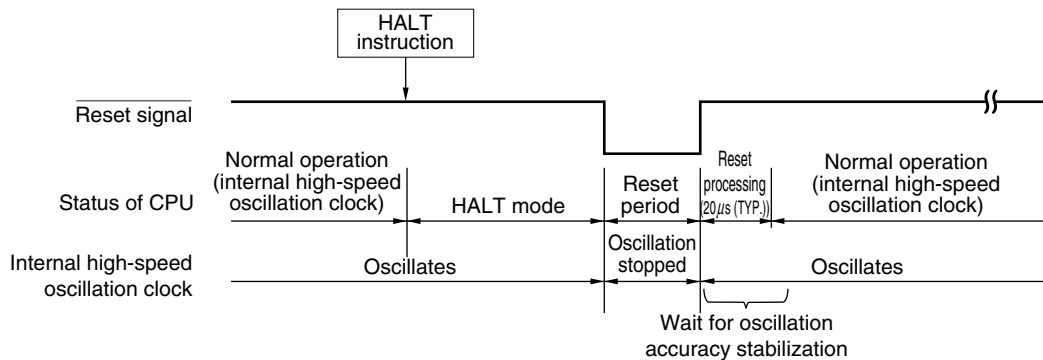 HALT
instruction
Reset signal
Normal operation
(internal high-speed
oscillation clock)
Status of CPU
HALT mode
Reset
period
Reset
processing
(20μs (TYP.))
Normal operation
(internal high-speed
oscillation clock)
Internal high-speed
oscillation clock
Oscillates
Oscillation
stopped
Oscillates
Wait for oscillation
accuracy stabilization